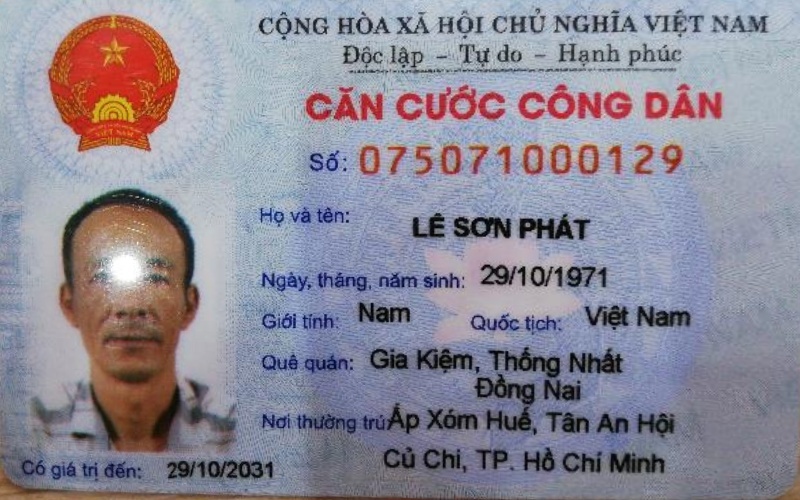 CỘNG HÒA XÃ HỘI CHỦ NGHĨA VIỆT NAM
Độc lập – Tự do – Hạnh phúc
CĂN CƯỚC CÔNG DÂN
Số: 075071000129
Họ và tên:
LÊ SƠN PHÁT
Ngày, tháng, năm sinh: 29/10/1971
Giới tính: Nam Quốc tịch: Việt Nam
Quê quán: Gia Kiệm, Thống Nhất
Đồng Nai
Nơi thường trú: Ấp Xóm Huế, Tân An Hội
Củ Chi, TP. Hồ Chí Minh
Có giá trị đến: 29/10/2031